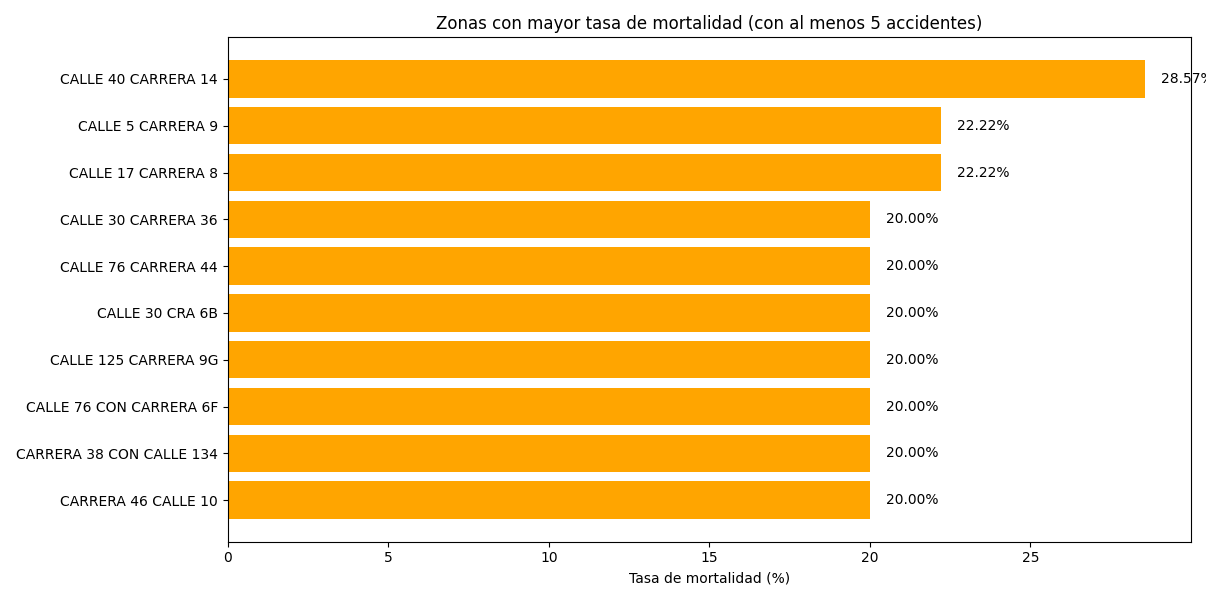 Zonas con mayor tasa de mortalidad (con al menos 5 accidentes)
CALLE 40 CARRERA 14
28.57%
CALLE 5 CARRERA 9
22.22%
CALLE 17 CARRERA 8
22.22%
CALLE 30 CARRERA 36
20.00%
CALLE 76 CARRERA 44
20.00%
CALLE 30 CRA 6B
20.00%
CALLE 125 CARRERA 9G
20.00%
CALLE 76 CON CARRERA 6F
20.00%
CARRERA 38 CON CALLE 134
20.00%
CARRERA 46 CALLE 10
20.00%
0 5 10 15 20 25
Tasa de mortalidad (%)